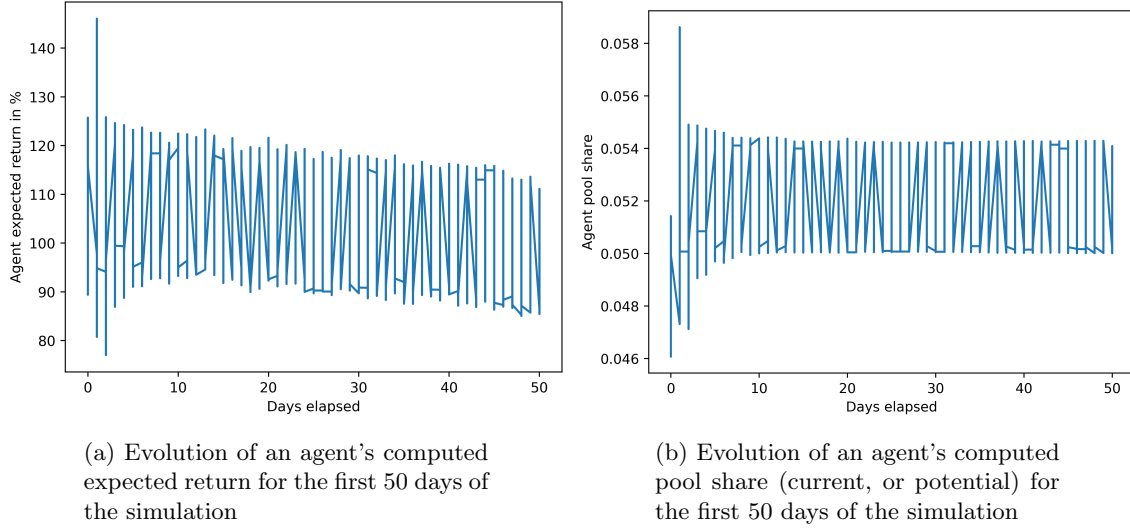 140
130
120
110
100
90
80
Agent expected return in %
0
10
20
30
40
50
Days elapsed
(a) Evolution of an agent's computed
expected return for the first 50 days of
the simulation
0.058
0.056
0.054
0.052
0.050
0.048
0.046
Agent pool share
0
10
20
30
40
50
Days elapsed
(b) Evolution of an agent's computed
pool share (current, or potential) for
the first 50 days of the simulation